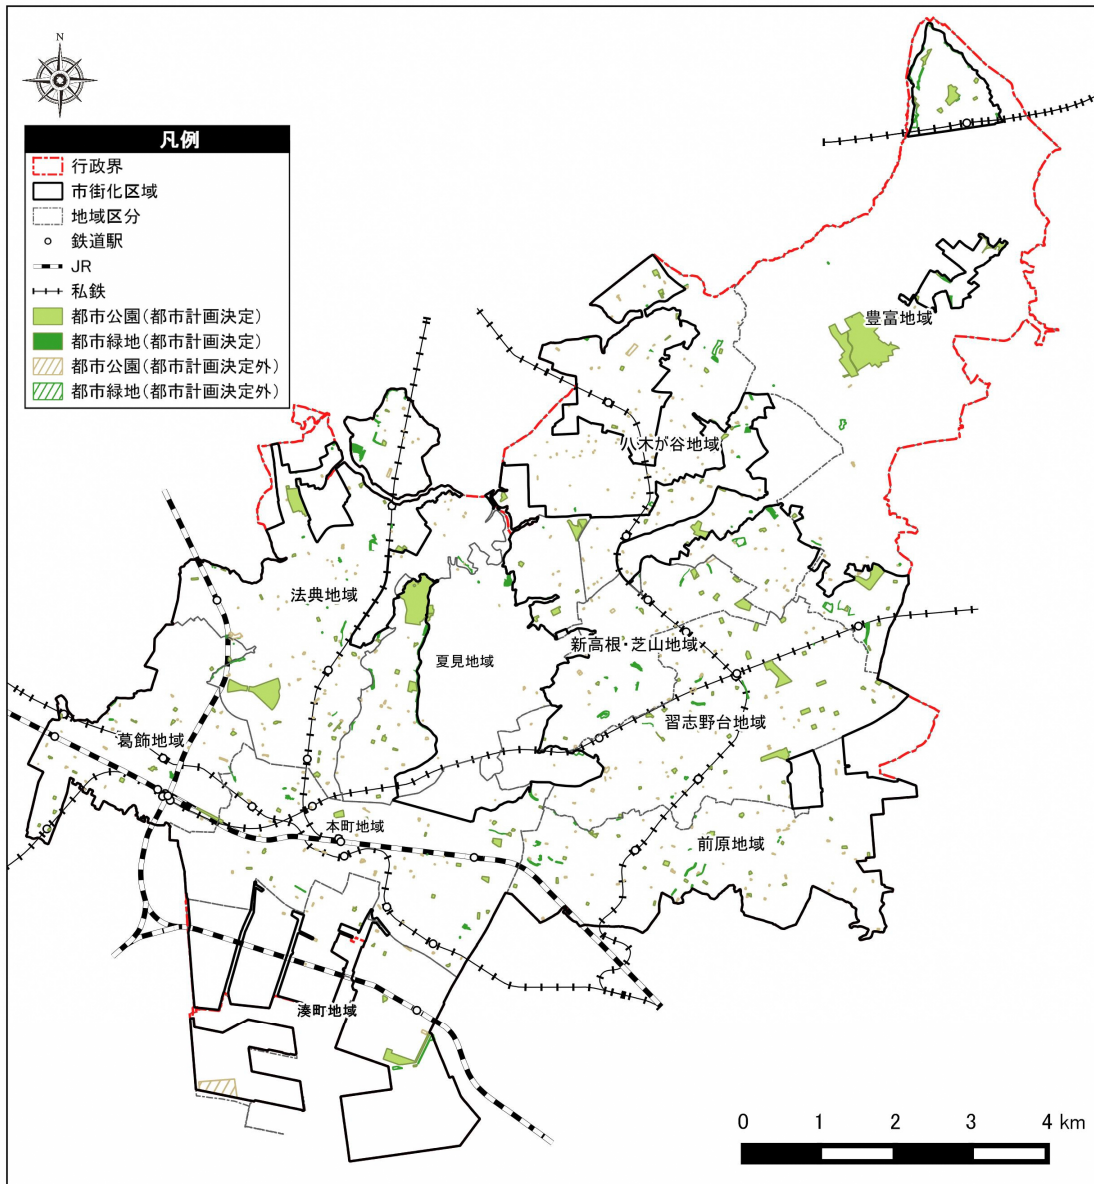 N
凡例
行政界
市街化区域
地域区分
鉄道駅
JR
私鉄
都市公園(都市計画決定)
都市緑地(都市計画決定)
都市公園(都市計画決定外)
都市緑地(都市計画決定外)
豊富地域
八木が谷地域
法典地域
夏見地域
新高根・芝山地域
習志野台地域
葛飾地域
本町地域
前原地域
湊町地域
0 1 2 3 4 km